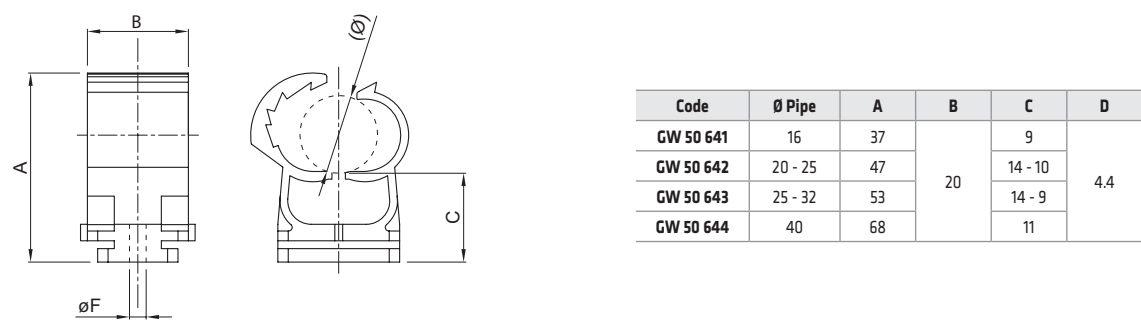 B
(Ø)
A
C
øF
Code Ø Pipe A B C D
GW 50 641 16 37 20 9 4.4
GW 50 642 20 - 25 47 14 - 10
GW 50 643 25 - 32 53 14 - 9
GW 50 644 40 68 11